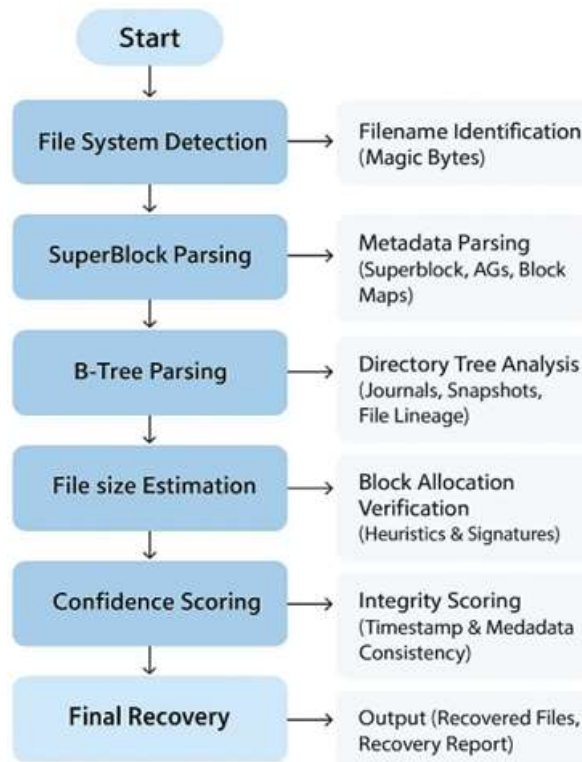 Start
File System Detection
Filename Identification
(Magic Bytes)
SuperBlock Parsing
Metadata Parsing
(Superblock, AGs, Block
Maps)
B-Tree Parsing
Directory Tree Analysis
(Journals, Snapshots,
File Lineage)
File size Estimation
Block Allocation
Verification
(Heuristics & Signatures)
Confidence Scoring
Integrity Scoring
(Timestamp & Medadata
Consistency)
Final Recovery
Output (Recovered Files,
Recovery Report)